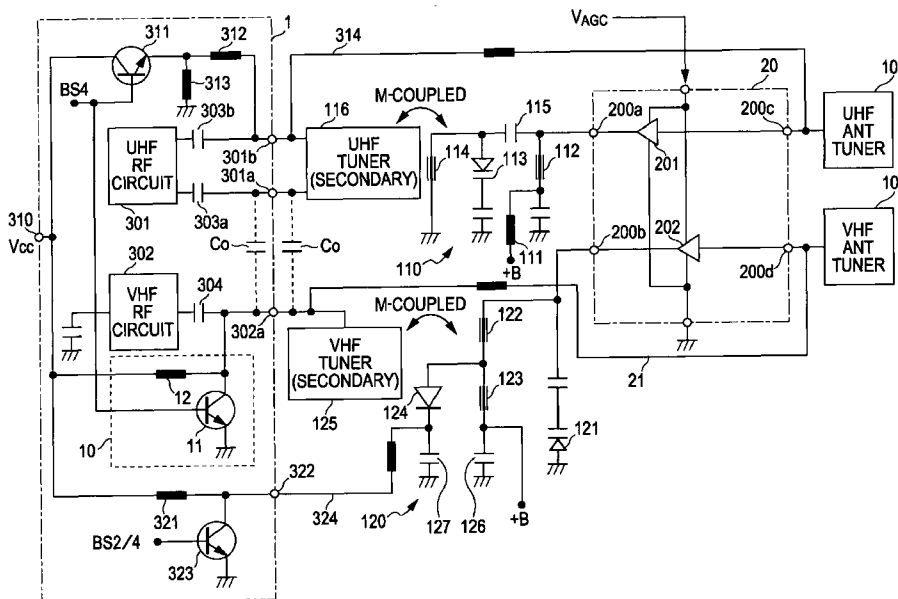 1
314
VAGC
311
312
20
10
BS4
313
303b
116
M-COUPLED
115
200a
200c
UHF ANT TUNER
UHF RF CIRCUIT
301b
UHF TUNER (SECONDARY)
114
113
112
201
301a
10
310
301
303a
202
VHF ANT TUNER
Vcc
302
Co
Co
110
111
200b
200d
+B
304
VHF RF CIRCUIT
302a
M-COUPLED
122
VHF TUNER (SECONDARY)
12
123
21
124
125
121
10
11
322
321
324
120
127
126
+B
BS2/4
323